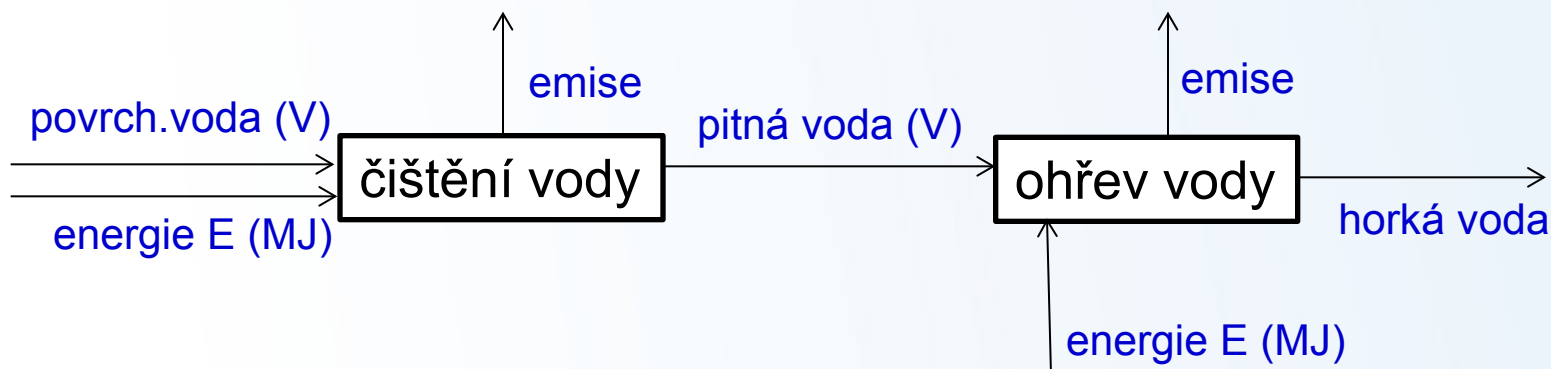 emise
povrch.voda (V)
čištění vody
energie E (MJ)
pitná voda (V)
emise
ohřev vody
horká voda
energie E (MJ)